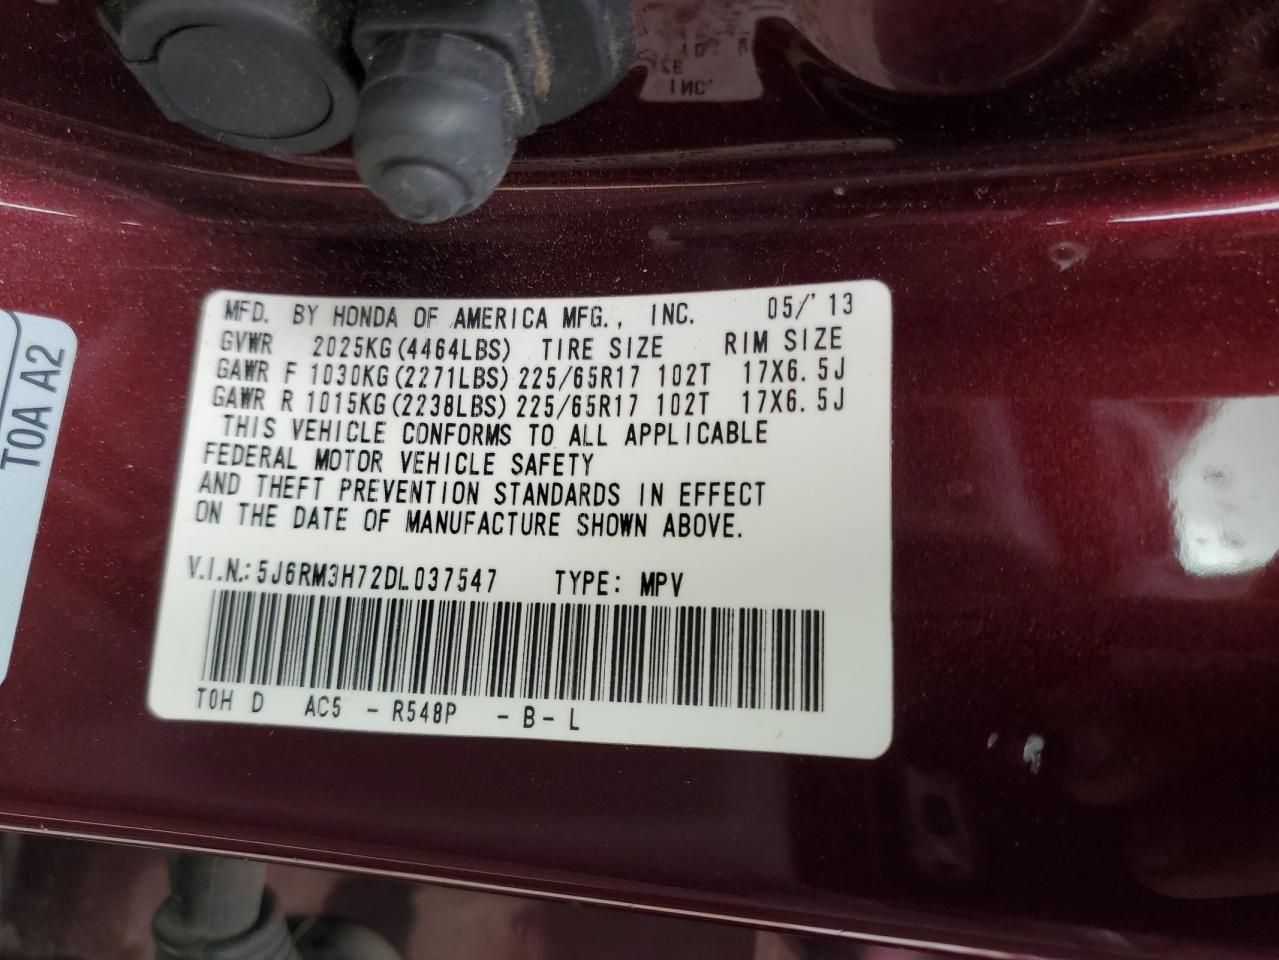 MFD. BY HONDA OF AMERICA MFG., INC. 05/'13
GVWR 2025KG(4464LBS) TIRE SIZE RIM SIZE
GAWR F 1030KG(2271LBS) 225/65R17 102T 17X6.5J
GAWR R 1015KG(2238LBS) 225/65R17 102T 17X6.5J
THIS VEHICLE CONFORMS TO ALL APPLICABLE
FEDERAL MOTOR VEHICLE SAFETY
AND THEFT PREVENTION STANDARDS IN EFFECT
ON THE DATE OF MANUFACTURE SHOWN ABOVE.
V.I.N.: 5J6RM3H72DL037547 TYPE: MPV
T0H D AC5 - R548P - B - L
T0A A2